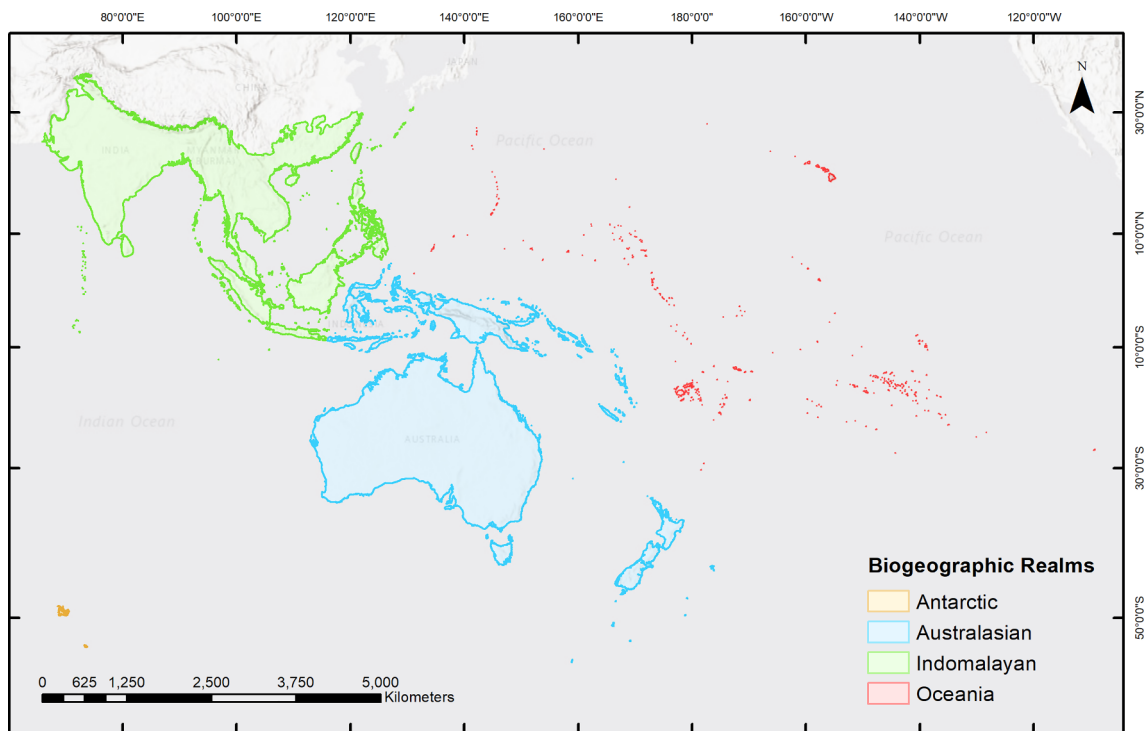 80°0'0"W 100°0'0"W 120°0'0"W 140°0'0"W 180°0'0"W 160°0'0"W 140°0'0"W 120°0'0"W
JAPAN
N
CHINA
30°0'0"N
Pacific Ocean
INDIA
MYANMAR
(BURMA)
10°0'0"N
Pacific Ocean
INDONESIA
10°0'0"S
Indian Ocean
AUSTRALIA
30°0'0"S
Biogeographic Realms
Antarctic
50°0'0"S
Australasian
Indomalayan
Oceania
0 625 1,250 2,500 3,750 5,000
Kilometers